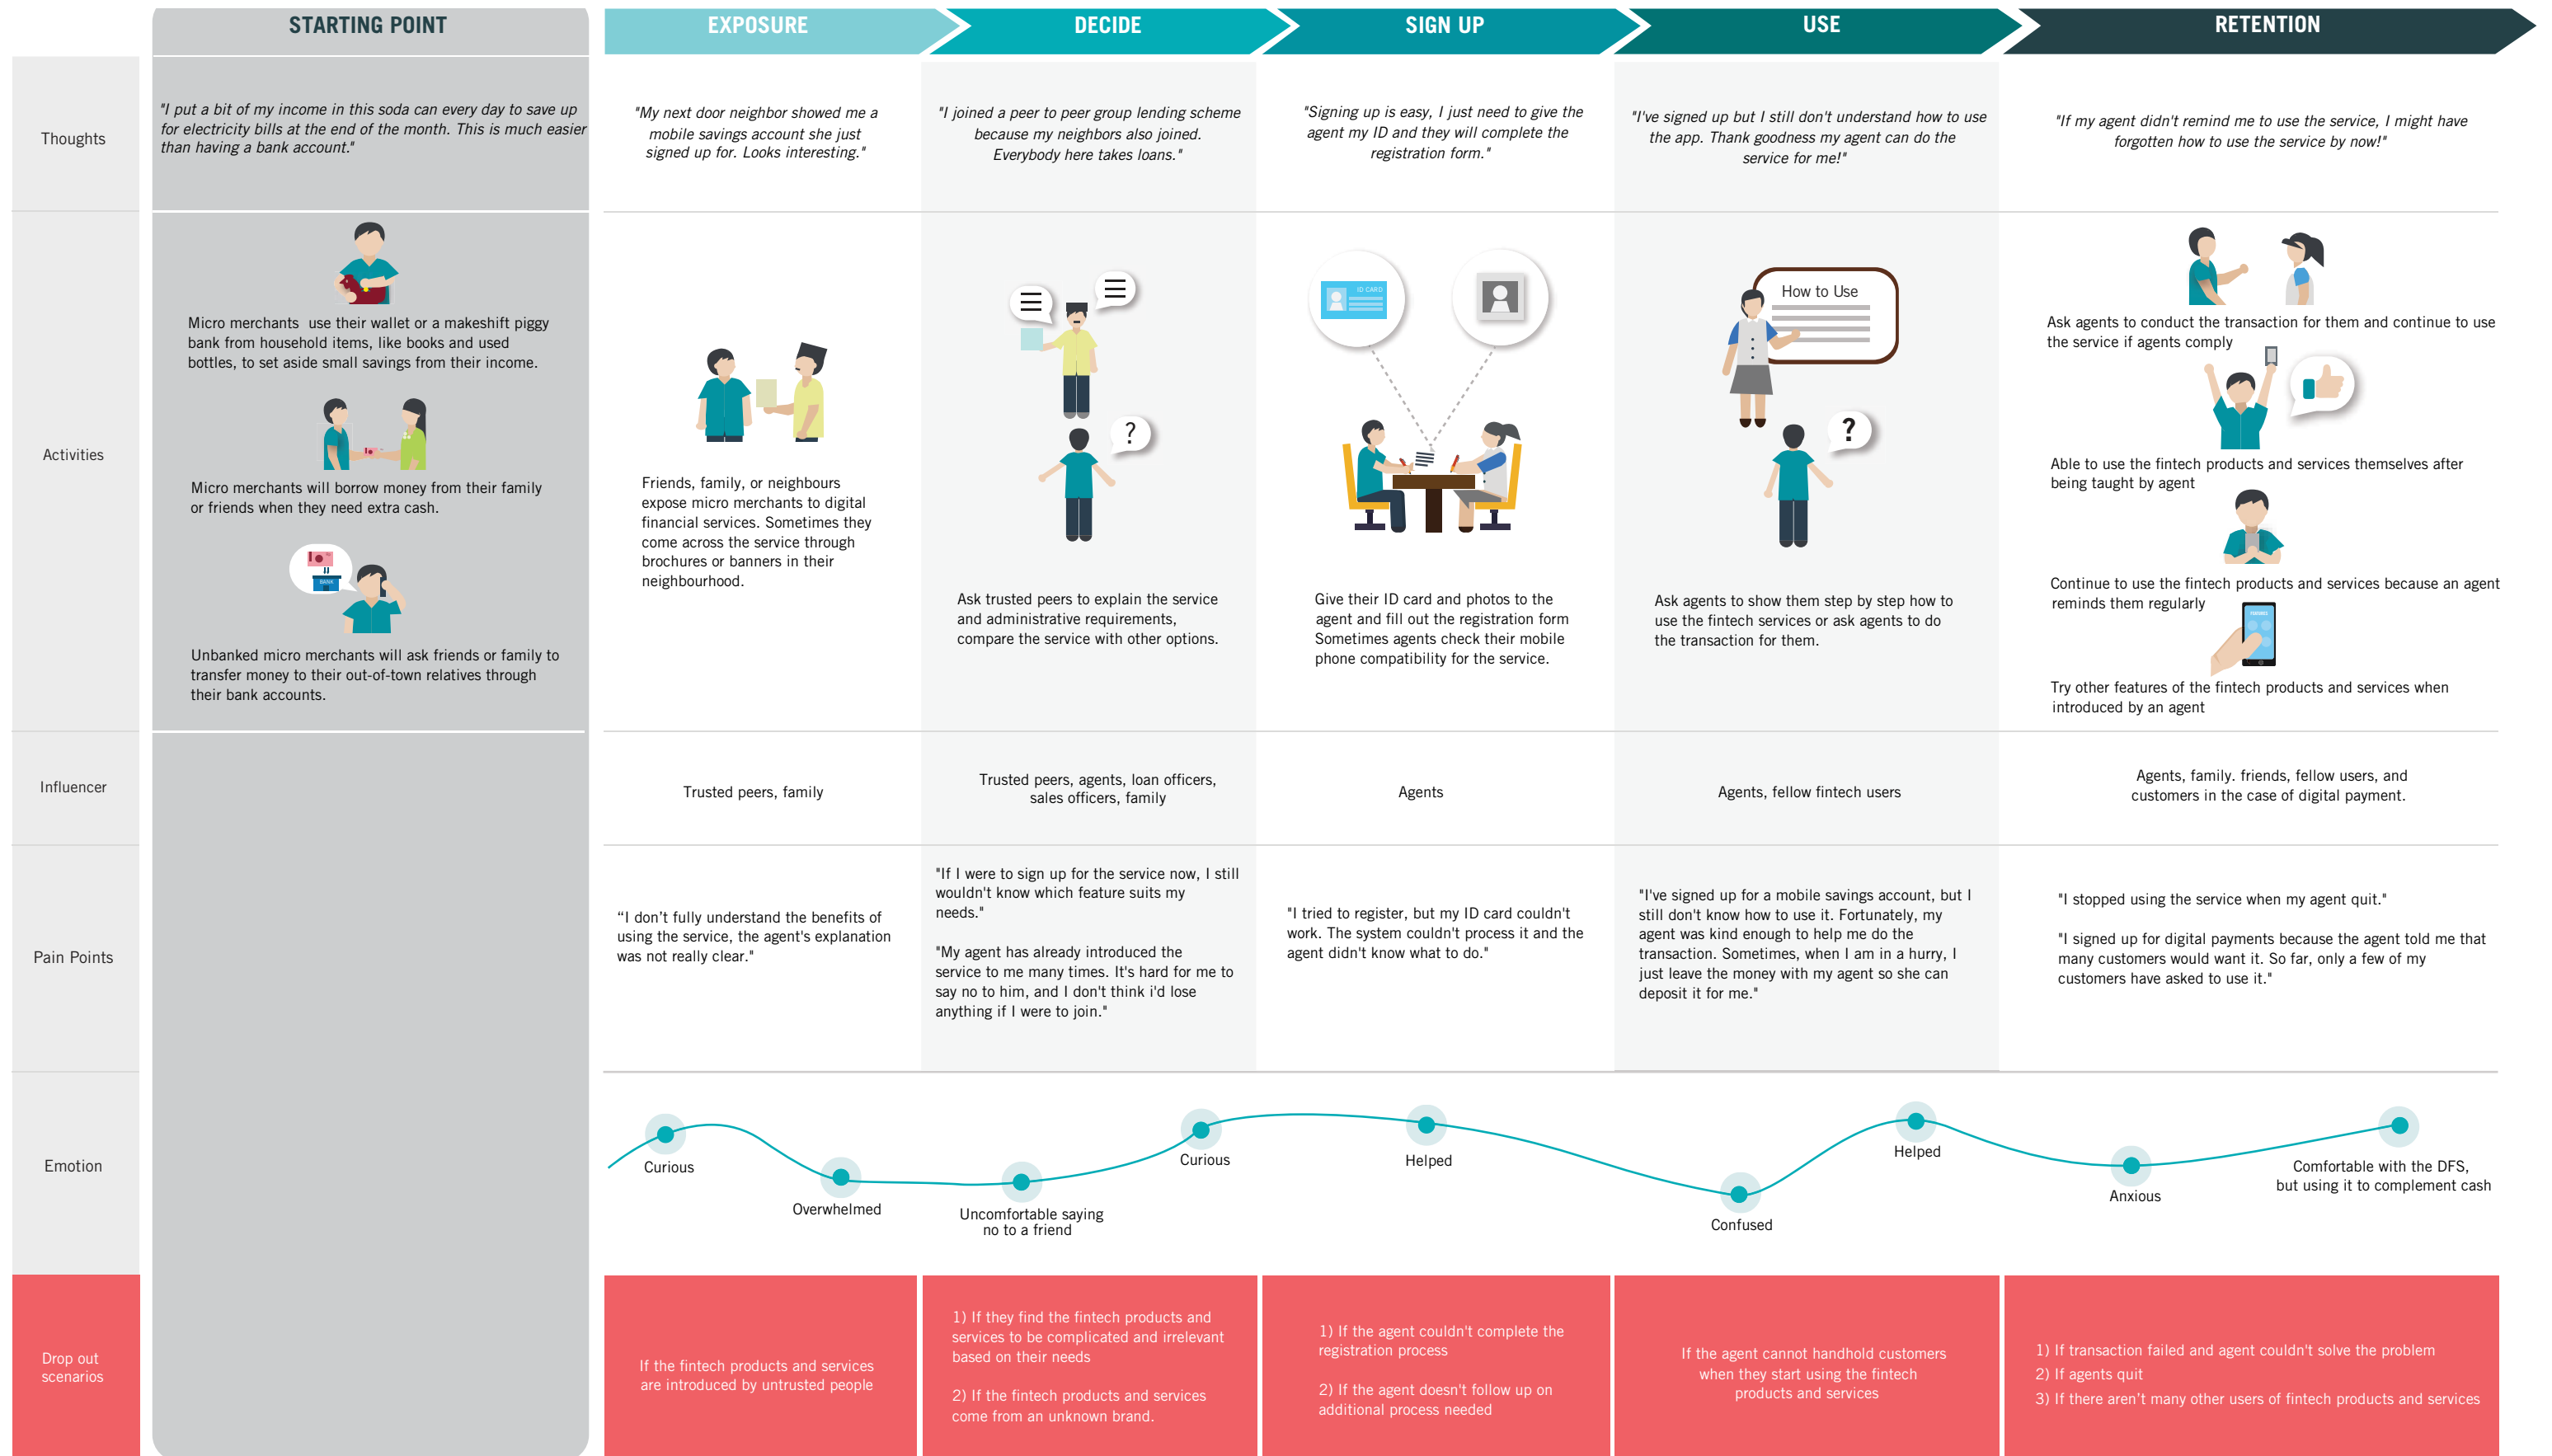 STARTING POINT
EXPOSURE
DECIDE
SIGN UP
USE
RETENTION
Thoughts
"I put a bit of my income in this soda can every day to save up
for electricity bills at the end of the month. This is much easier
than having a bank account."
"My next door neighbor showed me a
mobile savings account she just
signed up for. Looks interesting."
"I joined a peer to peer group lending scheme
because my neighbors also joined.
Everybody here takes loans."
"Signing up is easy, I just need to give the
agent my ID and they will complete the
registration form."
"I've signed up but I still don't understand how to use
the app. Thank goodness my agent can do the
service for me!"
"If my agent didn't remind me to use the service, I might have
forgotten how to use the service by now!"
Activities
Micro merchants use their wallet or a makeshift piggy
bank from household items, like books and used
bottles, to set aside small savings from their income.
Micro merchants will borrow money from their family
or friends when they need extra cash.
BANK
Unbanked micro merchants will ask friends or family to
transfer money to their out-of-town relatives through
their bank accounts.
Friends, family, or neighbours
expose micro merchants to digital
financial services. Sometimes they
come across the service through
brochures or banners in their
neighbourhood.
?
Ask trusted peers to explain the service
and administrative requirements,
compare the service with other options.
ID CARD
Give their ID card and photos to the
agent and fill out the registration form
Sometimes agents check their mobile
phone compatibility for the service.
How to Use
?
Ask agents to show them step by step how to
use the fintech services or ask agents to do
the transaction for them.
Ask agents to conduct the transaction for them and continue to use
the service if agents comply
Able to use the fintech products and services themselves after
being taught by agent
Continue to use the fintech products and services because an agent
reminds them regularly
Try other features of the fintech products and services when
introduced by an agent
Influencer
Trusted peers, family
Trusted peers, agents, loan officers,
sales officers, family
Agents
Agents, fellow fintech users
Agents, family. friends, fellow users, and
customers in the case of digital payment.
Pain Points
“I don’t fully understand the benefits of
using the service, the agent's explanation
was not really clear."
"If I were to sign up for the service now, I still
wouldn't know which feature suits my
needs."
"My agent has already introduced the
service to me many times. It's hard for me to
say no to him, and I don't think i'd lose
anything if I were to join."
"I tried to register, but my ID card couldn't
work. The system couldn't process it and the
agent didn't know what to do."
"I've signed up for a mobile savings account, but I
still don't know how to use it. Fortunately, my
agent was kind enough to help me do the
transaction. Sometimes, when I am in a hurry, I
just leave the money with my agent so she can
deposit it for me."
"I stopped using the service when my agent quit."
"I signed up for digital payments because the agent told me that
many customers would want it. So far, only a few of my
customers have asked to use it."
Emotion
Curious
Overwhelmed
Uncomfortable saying
no to a friend
Curious
Helped
Confused
Helped
Anxious
Comfortable with the DFS,
but using it to complement cash
Drop out
scenarios
If the fintech products and services
are introduced by untrusted people
1) If they find the fintech products and
services to be complicated and irrelevant
based on their needs
2) If the fintech products and services
come from an unknown brand.
1) If the agent couldn't complete the
registration process
2) If the agent doesn't follow up on
additional process needed
If the agent cannot handhold customers
when they start using the fintech
products and services
1) If transaction failed and agent couldn't solve the problem
2) If agents quit
3) If there aren’t many other users of fintech products and services